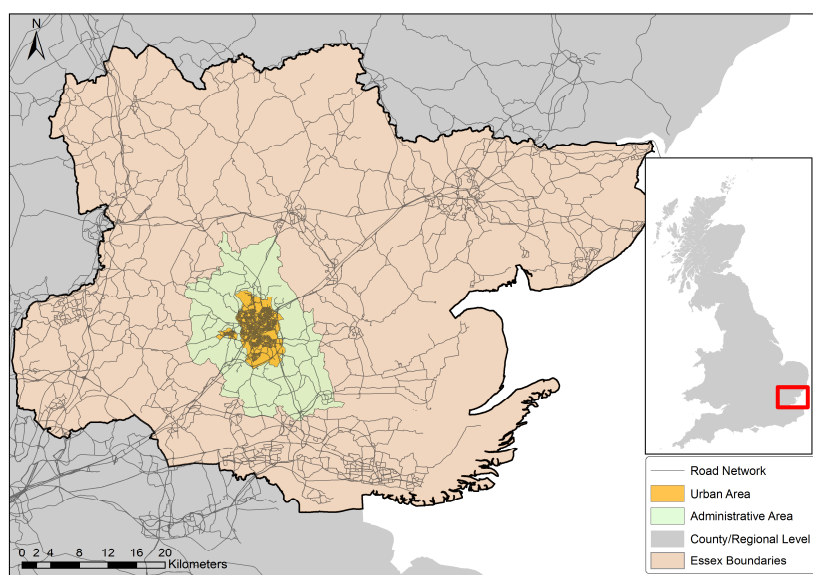 N
Road Network
Urban Area
Administrative Area
County/Regional Level
Essex Boundaries
0 2 4 8 12 16 20
Kilometers